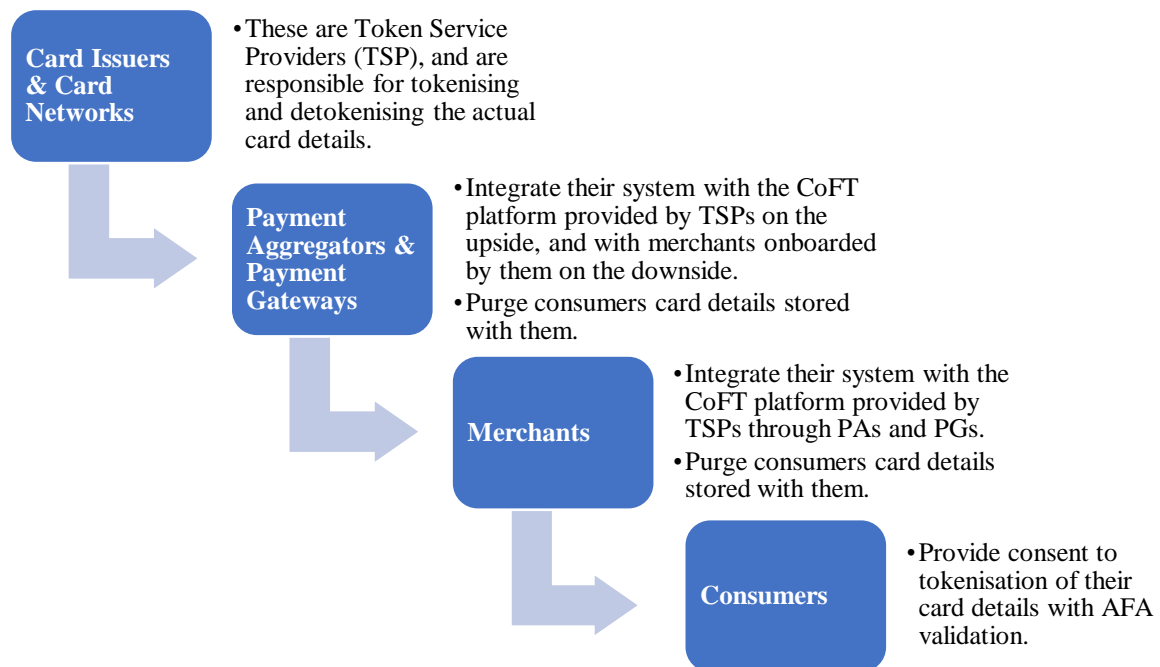 Card Issuers
& Card
Networks
•These are Token Service
Providers (TSP), and are
responsible for tokenising
and detokenising the actual
card details.
Payment
Aggregators &
Payment
Gateways
•Integrate their system with the CoFT
platform provided by TSPs on the
upside, and with merchants onboarded
by them on the downside.
•Purge consumers card details stored
with them.
Merchants
•Integrate their system with the
CoFT platform provided by
TSPs through PAs and PGs.
•Purge consumers card details
stored with them.
Consumers
•Provide consent to
tokenisation of their
card details with AFA
validation.